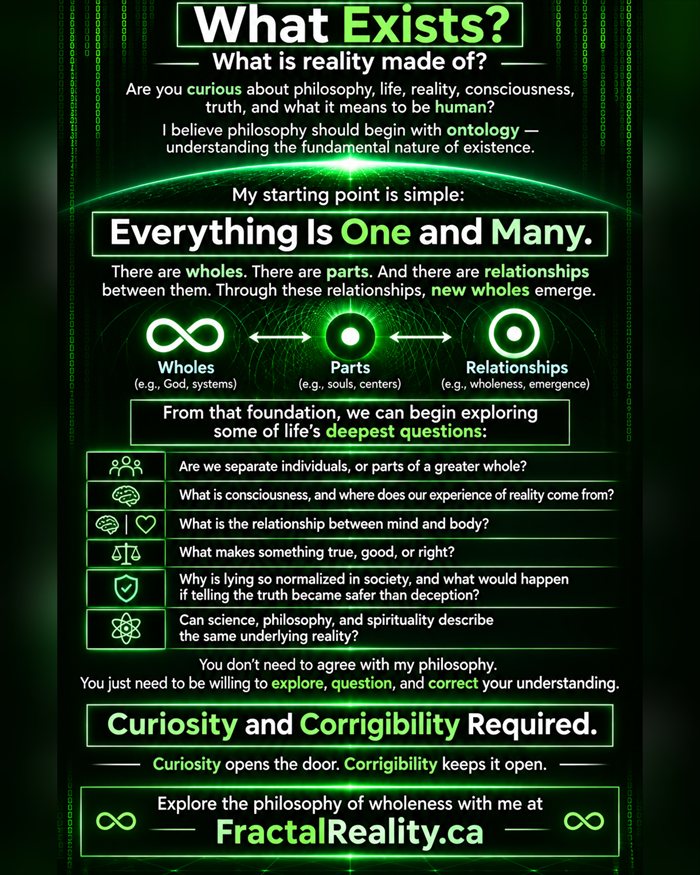 What Exists?
What is reality made of?
Are you curious about philosophy, life, reality, consciousness,
truth, and what it means to be human?
I believe philosophy should begin with ontology —
understanding the fundamental nature of existence.
My starting point is simple:
Everything Is One and Many.
There are wholes. There are parts. And there are relationships
between them. Through these relationships, new wholes emerge.
Wholes
(e.g., God, systems)
Parts
(e.g., souls, centers)
Relationships
(e.g., wholeness, emergence)
From that foundation, we can begin exploring
some of life's deepest questions:
Are we separate individuals, or parts of a greater whole?
What is consciousness, and where does our experience of reality come from?
What is the relationship between mind and body?
What makes something true, good, or right?
Why is lying so normalized in society, and what would happen
if telling the truth became safer than deception?
Can science, philosophy, and spirituality describe
the same underlying reality?
You don't need to agree with my philosophy.
You just need to be willing to explore, question, and correct your understanding.
Curiosity and Corrigibility Required.
Curiosity opens the door. Corrigibility keeps it open.
Explore the philosophy of wholeness with me at
FractalReality.ca